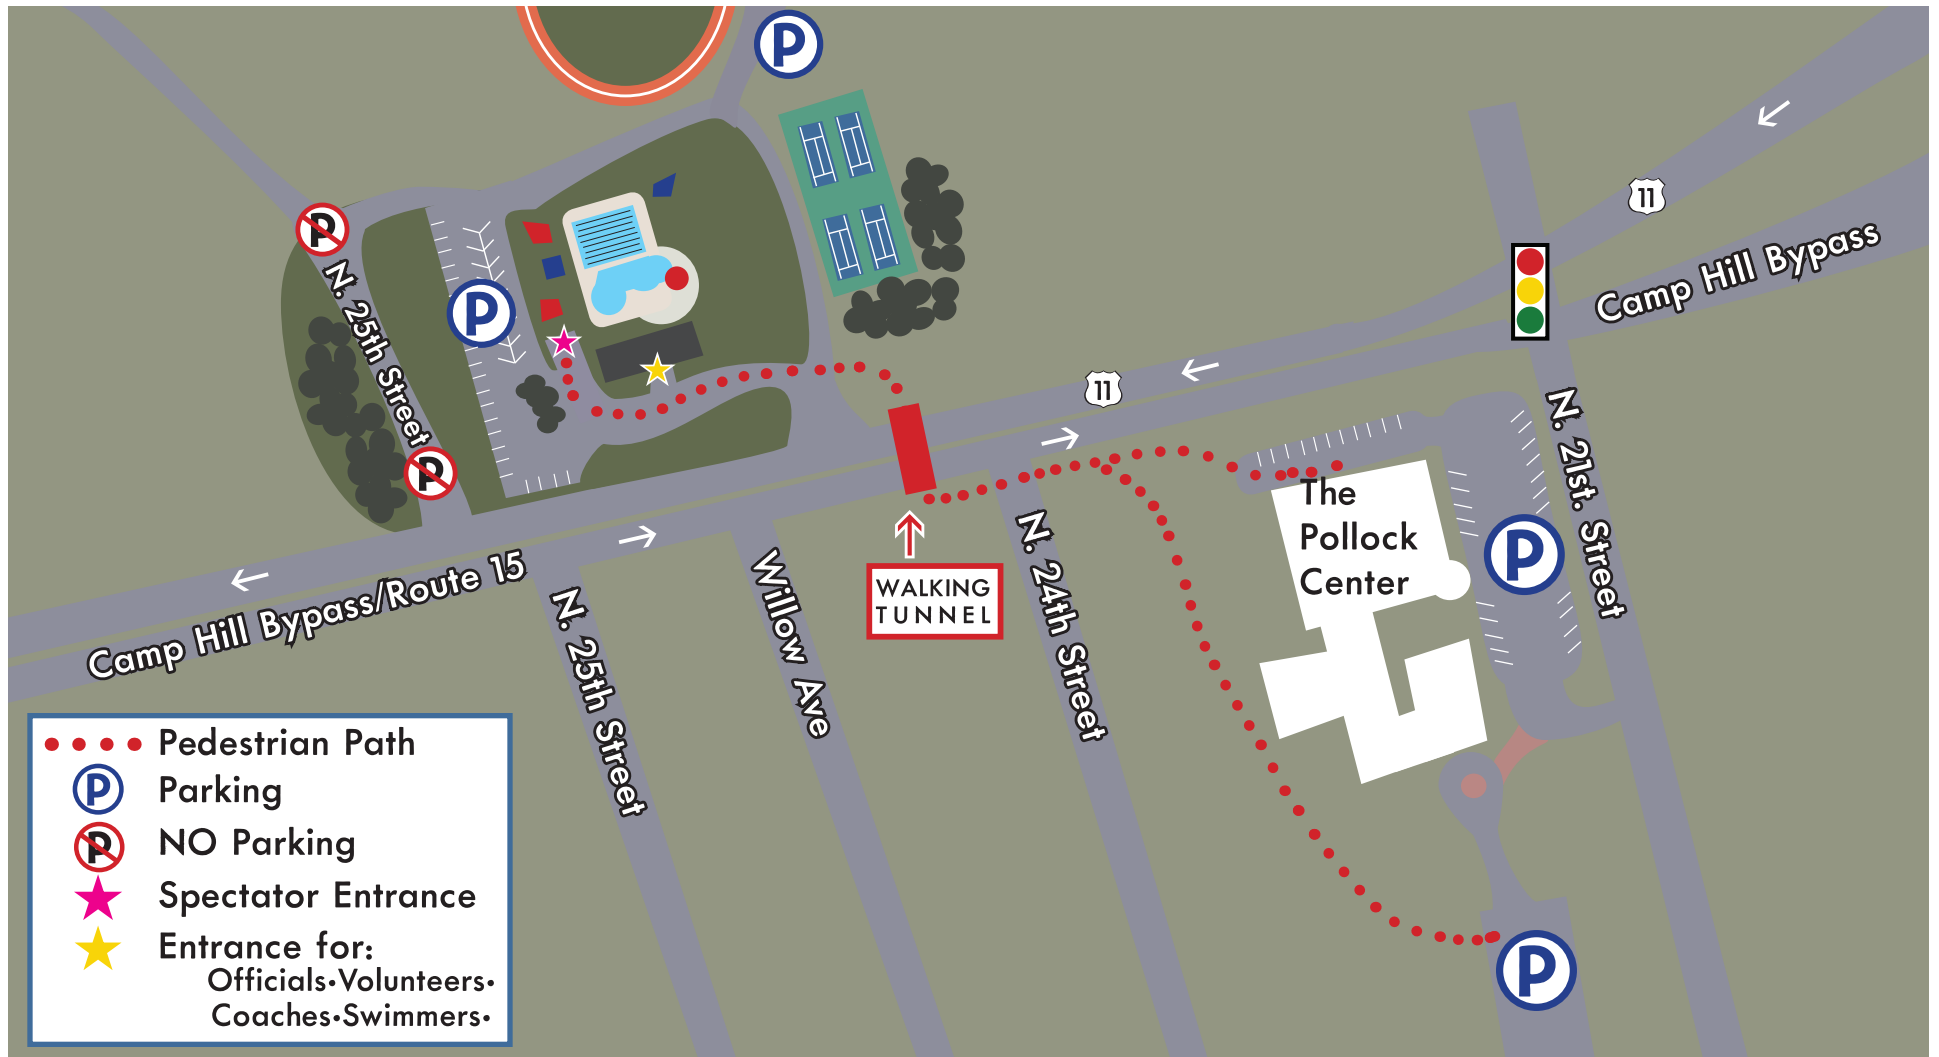 P
11
Camp Hill Bypass
P
N. 25th Street
P
P
11
N. 21st. Street
The
Pollock
Center
P
WALKING
TUNNEL
N. 24th Street
Willow Ave
N. 25th Street
Camp Hill Bypass/Route 15
P
Pedestrian Path
P Parking
P NO Parking
Spectator Entrance
Entrance for:
Officials•Volunteers•
Coaches•Swimmers•
P